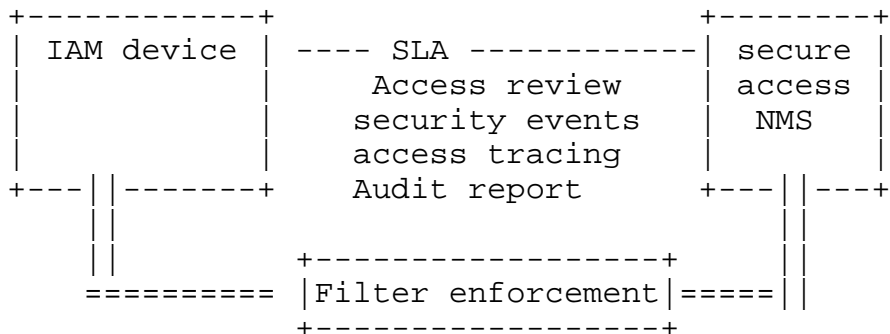 IAM device ---- SLA ------------ secure
Access review access
security events NMS
access tracing
Audit report
Filter enforcement